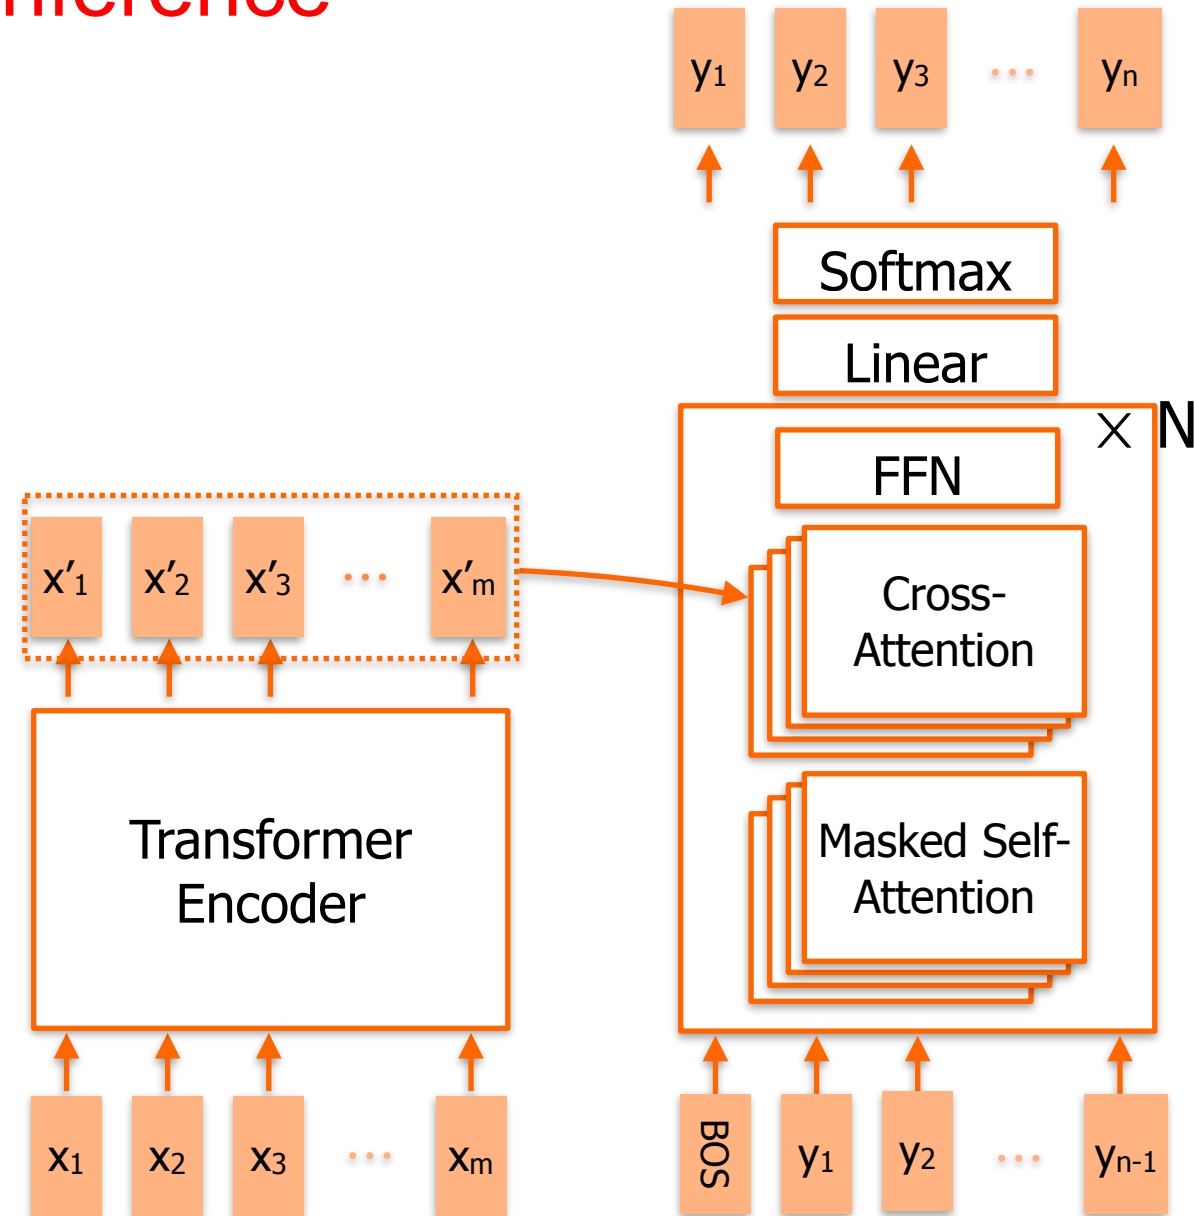 nference
y1 y2 y3 ... yn
Softmax
Linear
× N
FFN
x′1 x′2 x′3 ... x′m
Cross-
Attention
Transformer
Encoder
Masked Self-
Attention
x1 x2 x3 ... xm
BOS y1 y2 ... yn-1